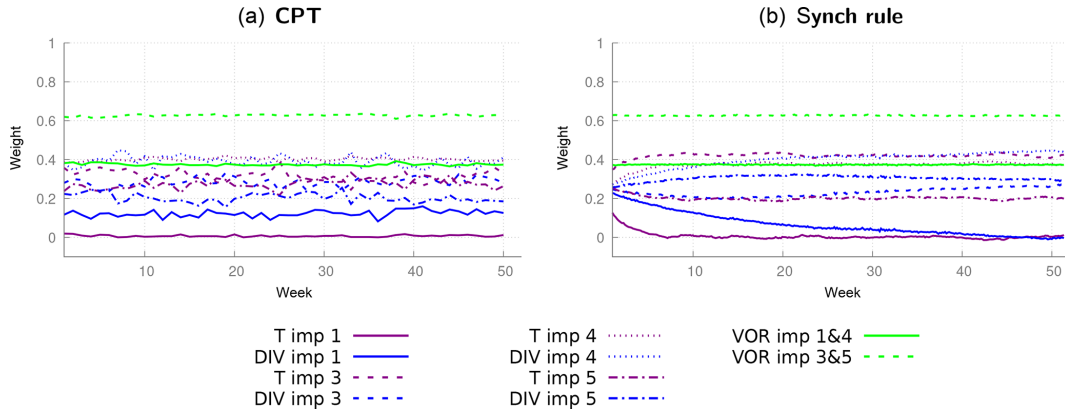 (a) CPT
(b) Synch rule
1
0.8
0.6
0.4
0.2
0
Weight
10
20
30
40
50
Week
1
0.8
0.6
0.4
0.2
0
Weight
10
20
30
40
50
Week
T imp 1
DIV imp 1
T imp 3
DIV imp 3
T imp 4
DIV imp 4
T imp 5
DIV imp 5
VOR imp 1&4
VOR imp 3&5